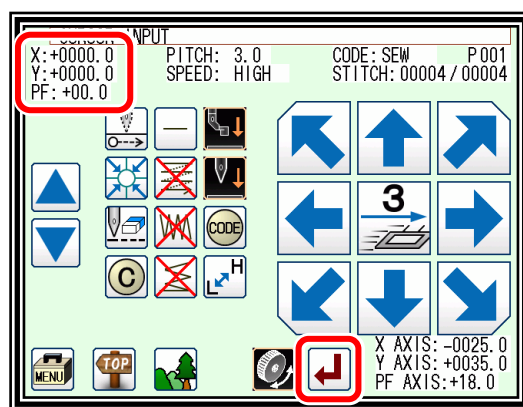 CURSOR INPUT
X:+0000.0 PITCH: 3.0 CODE:SEW P001
Y:+0000.0 SPEED: HIGH STITCH:00004/00004
PF:+00.0
3
CODE
C
H
L
MENU
TOP
X AXIS:-0025.0
Y AXIS:+0035.0
PF AXIS:+18.0